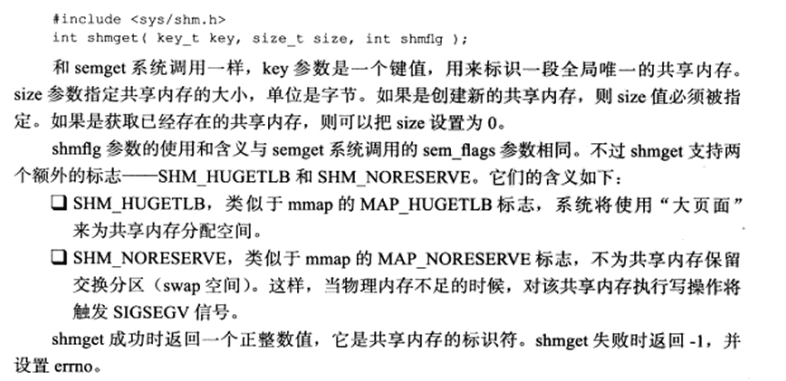 #include <sys/shm.h>
int shmget( key_t key, size_t size, int shmflg );
和 semget 系统调用一样，key 参数是一个键值，用来标识一段全局唯一的共享内存。
size 参数指定共享内存的大小，单位是字节。如果是创建新的共享内存，则 size 值必须被指
定。如果是获取已经存在的共享内存，则可以把 size 设置为 0。
shmflg 参数的使用和含义与 semget 系统调用的 sem_flags 参数相同。不过 shmget 支持两
个额外的标志——SHM_HUGETLB 和 SHM_NORESERVE。它们的含义如下：
❑ SHM_HUGETLB，类似于 mmap 的 MAP_HUGETLB 标志，系统将使用“大页面”
来为共享内存分配空间。
❑ SHM_NORESERVE，类似于 mmap 的 MAP_NORESERVE 标志，不为共享内存保留
交换分区（swap 空间）。这样，当物理内存不足的时候，对该共享内存执行写操作将
触发 SIGSEGV 信号。
shmget 成功时返回一个正整数值，它是共享内存的标识符。shmget 失败时返回 -1，并
设置 errno。